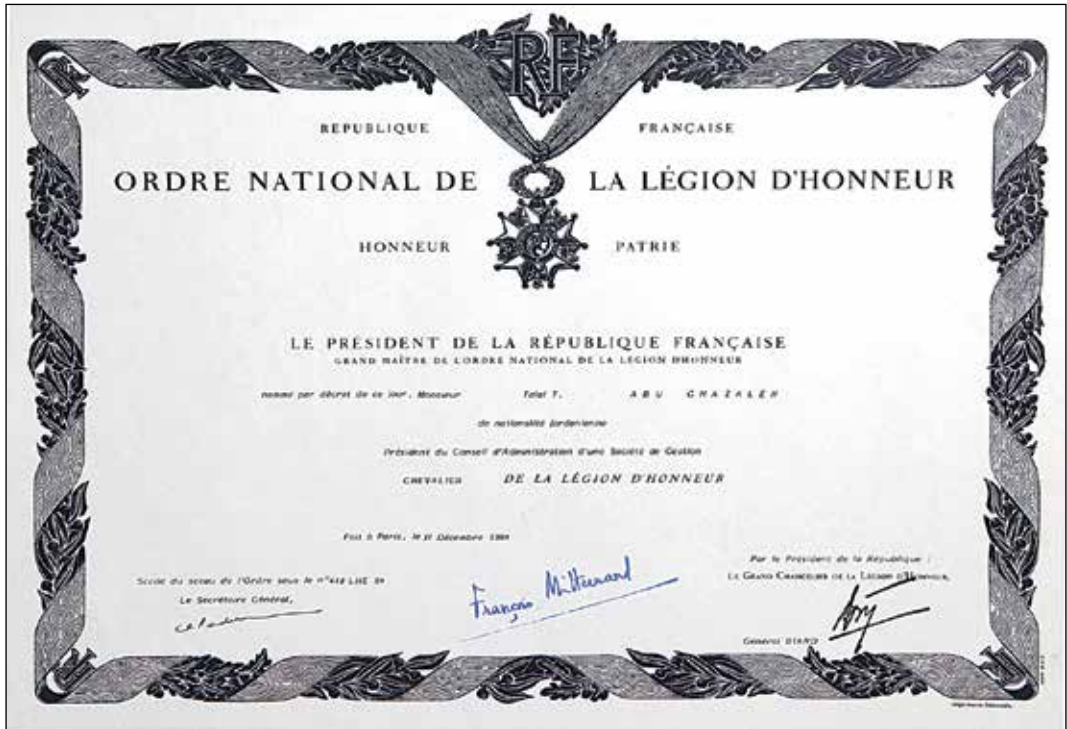 RF
REPUBLIQUE FRANÇAISE
ORDRE NATIONAL DE LA LÉGION D'HONNEUR
HONNEUR PATRIE
LE PRÉSIDENT DE LA RÉPUBLIQUE FRANÇAISE
GRAND MAÎTRE DE L'ORDRE NATIONAL DE LA LÉGION D'HONNEUR
nomme par décret de ce jour, Monsieur Talal T. ABU GHAZALEH
de nationalité Jordanienne
Président du Conseil d'Administration d'une Société de Gestion
CHEVALIER DE LA LÉGION D'HONNEUR
Fait à Paris, le Décembre
Par le Président de la République :
Scellé du sceau de l'Ordre sous le n°
LE GRAND CHANCELIER DE LA LÉGION D'HONNEUR,
Le Secrétaire Général,
François Mitterrand
Général BIARD